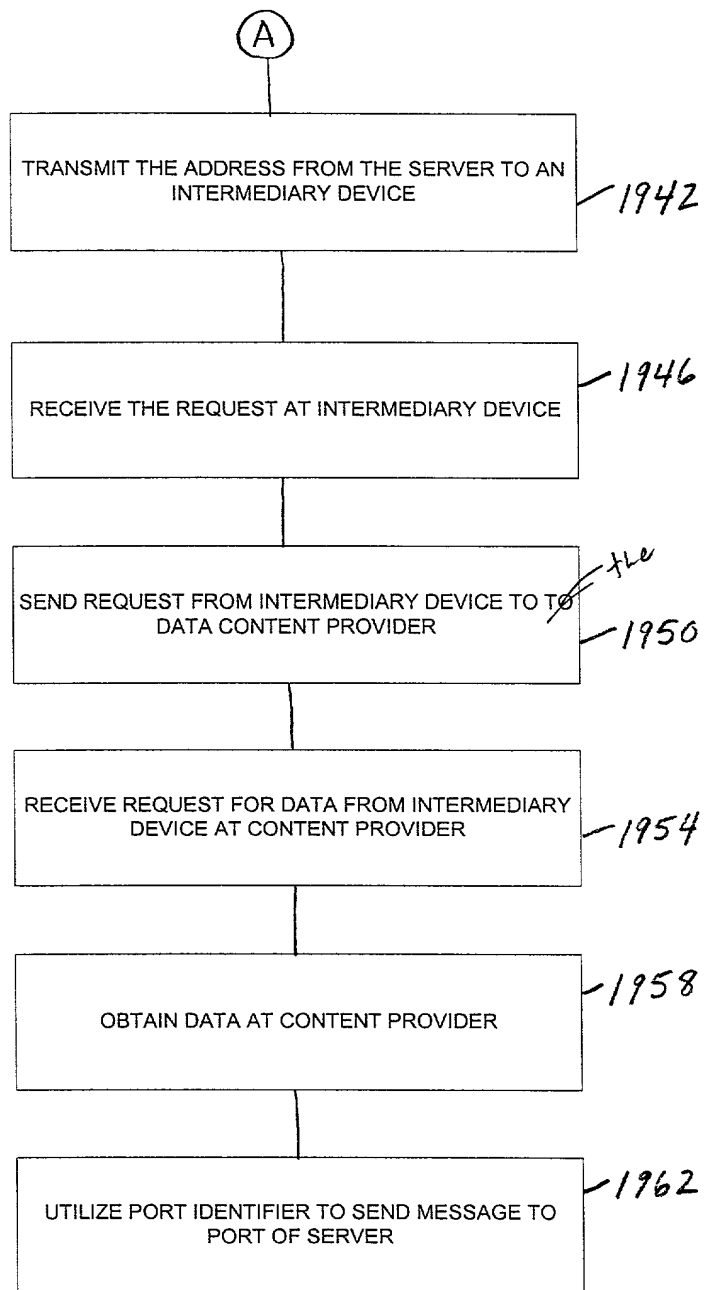 A
TRANSMIT THE ADDRESS FROM THE SERVER TO AN
INTERMEDIARY DEVICE
1942
1946
RECEIVE THE REQUEST AT INTERMEDIARY DEVICE
the
SEND REQUEST FROM INTERMEDIARY DEVICE TO TO
DATA CONTENT PROVIDER
1950
RECEIVE REQUEST FOR DATA FROM INTERMEDIARY
DEVICE AT CONTENT PROVIDER
1954
1958
OBTAIN DATA AT CONTENT PROVIDER
1962
UTILIZE PORT IDENTIFIER TO SEND MESSAGE TO
PORT OF SERVER